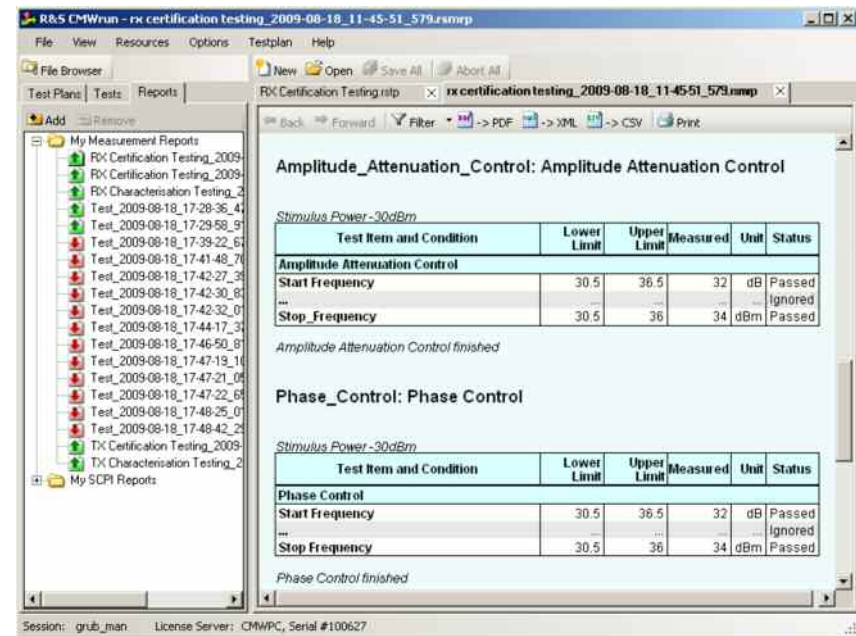 R&S CMWrun - rx certification testing_2009-08-18_11-45-51_579.rsmrp
File View Resources Options Testplan Help
File Browser
New Open Save All Abort All
Test Plans Tests Reports
RX Certification Testing.rstp x rx certification testing_2009-08-18_11-45-51_579.rsmrp x
Add Remove
Back Forward Filter -> PDF -> XML -> CSV Print
My Measurement Reports
RX Certification Testing_2009-
RX Certification Testing_2009-
RX Characterisation Testing_2
Test_2009-08-18_17-28-36_42
Test_2009-08-18_17-29-58_9
Test_2009-08-18_17-39-22_62
Test_2009-08-18_17-41-48_70
Test_2009-08-18_17-42-27_39
Test_2009-08-18_17-42-30_83
Test_2009-08-18_17-42-32_0
Test_2009-08-18_17-44-17_32
Test_2009-08-18_17-46-50_8
Test_2009-08-18_17-47-19_10
Test_2009-08-18_17-47-21_05
Test_2009-08-18_17-47-22_65
Test_2009-08-18_17-48-25_0
Test_2009-08-18_17-48-42_25
TX Certification Testing_2009-
TX Characterisation Testing_2
My SCPI Reports
Amplitude_Attenuation_Control: Amplitude Attenuation Control
Stimulus Power -30dBm
Test Item and Condition Lower Limit Upper Limit Measured Unit Status
Amplitude Attenuation Control
Start Frequency 30.5 36.5 32 dB Passed
... ... ... ... ... Ignored
Stop_Frequency 30.5 36 34 dBm Passed
Amplitude Attenuation Control finished
Phase_Control: Phase Control
Stimulus Power -30dBm
Test Item and Condition Lower Limit Upper Limit Measured Unit Status
Phase Control
Start Frequency 30.5 36.5 32 dB Passed
... ... ... ... ... Ignored
Stop Frequency 30.5 36 34 dBm Passed
Phase Control finished
Session: grub_man License Server: CMWPC, Serial #100627